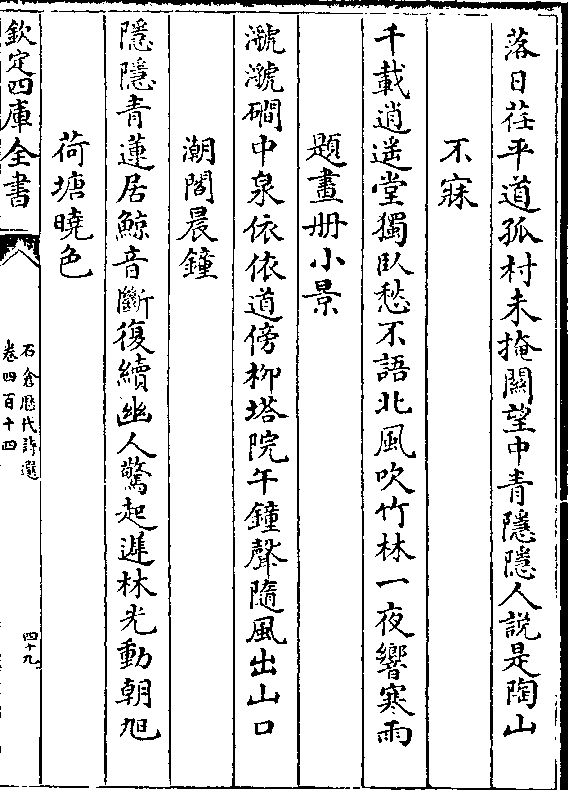 落日荏平道孤村未掩關望中青隱隱人説是陶山
不寐
千載逍遥堂獨臥愁不語北風吹竹林一夜響寒雨
題畫册小景
㶁㶁磵中泉依依道傍柳塔院午鐘聲隨風出山口
潮閣晨鐘
隱隱青蓮居鯨音斷復續幽人驚起遲林光動朝旭
荷塘曉色
欽定四庫全書
石倉歴代詩選
卷四百十四
四十九